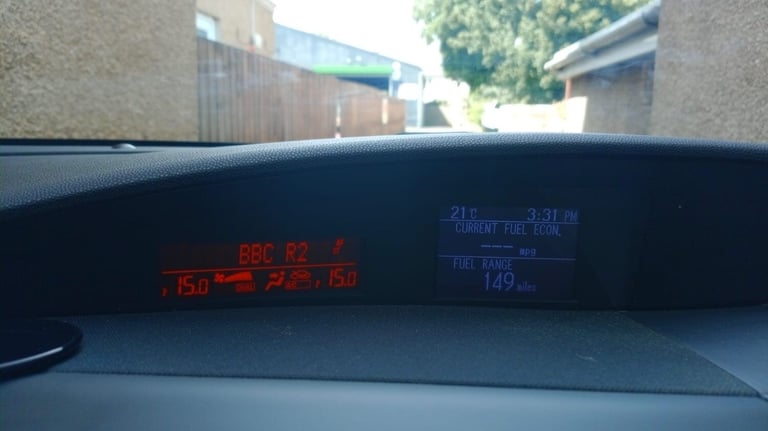 BBC R2
15.0 15.0
21°C 3:31 PM
CURRENT FUEL ECON.
--- mpg
FUEL RANGE
149 miles